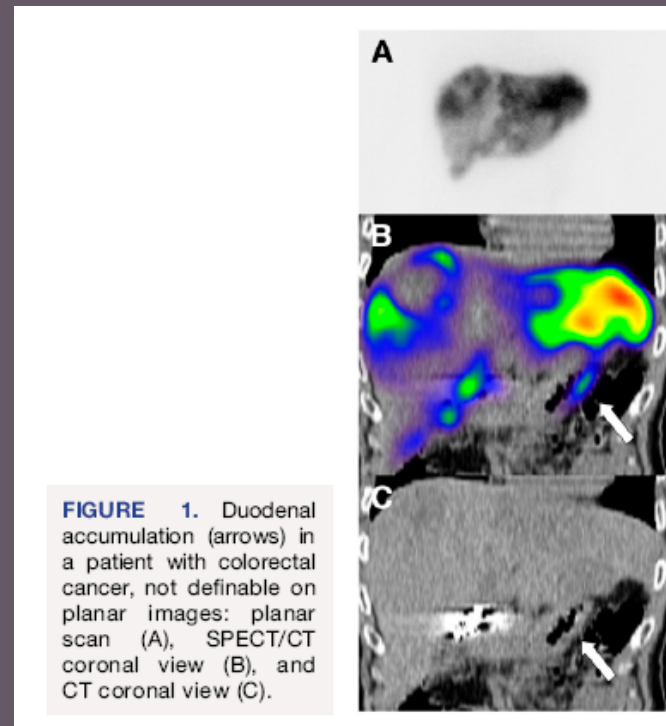 A
B
C
FIGURE 1. Duodenal
accumulation (arrows) in
a patient with colorectal
cancer, not definable on
planar images: planar
scan (A), SPECT/CT
coronal view (B), and
CT coronal view (C).